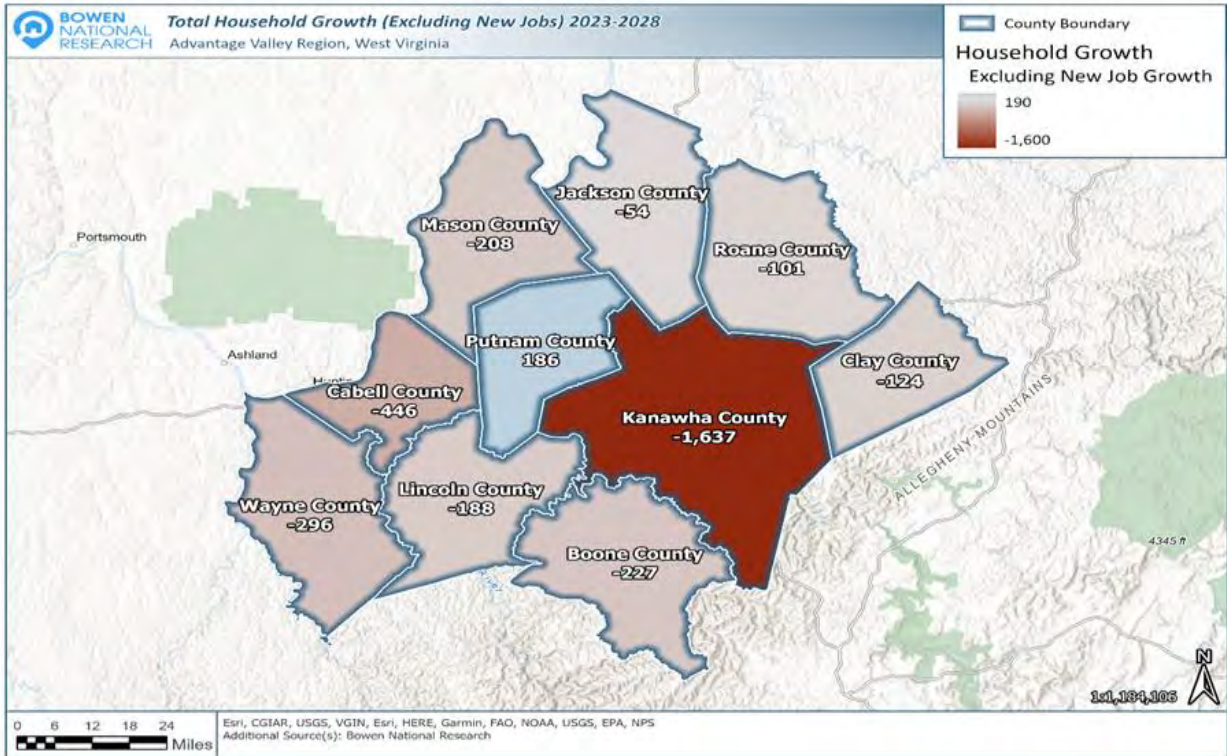 BOWEN
NATIONAL
RESEARCH
Total Household Growth (Excluding New Jobs) 2023-2028
Advantage Valley Region, West Virginia
County Boundary
Household Growth
Excluding New Job Growth
190
-1,600
Jackson County
-54
Mason County
-208
Roane County
-101
Portsmouth
Putnam County
186
Ashland
Clay County
-124
Cabell County
-446
Kanawha County
-1,637
ALLEGHENY MOUNTAINS
Lincoln County
-188
Wayne County
-296
Boone County
-227
4345 ft
N
1:1,184,106
0 6 12 18 24
Miles
Esri, CGIAR, USGS, VGIN, Esri, HERE, Garmin, FAO, NOAA, USGS, EPA, NPS
Additional Source(s): Bowen National Research